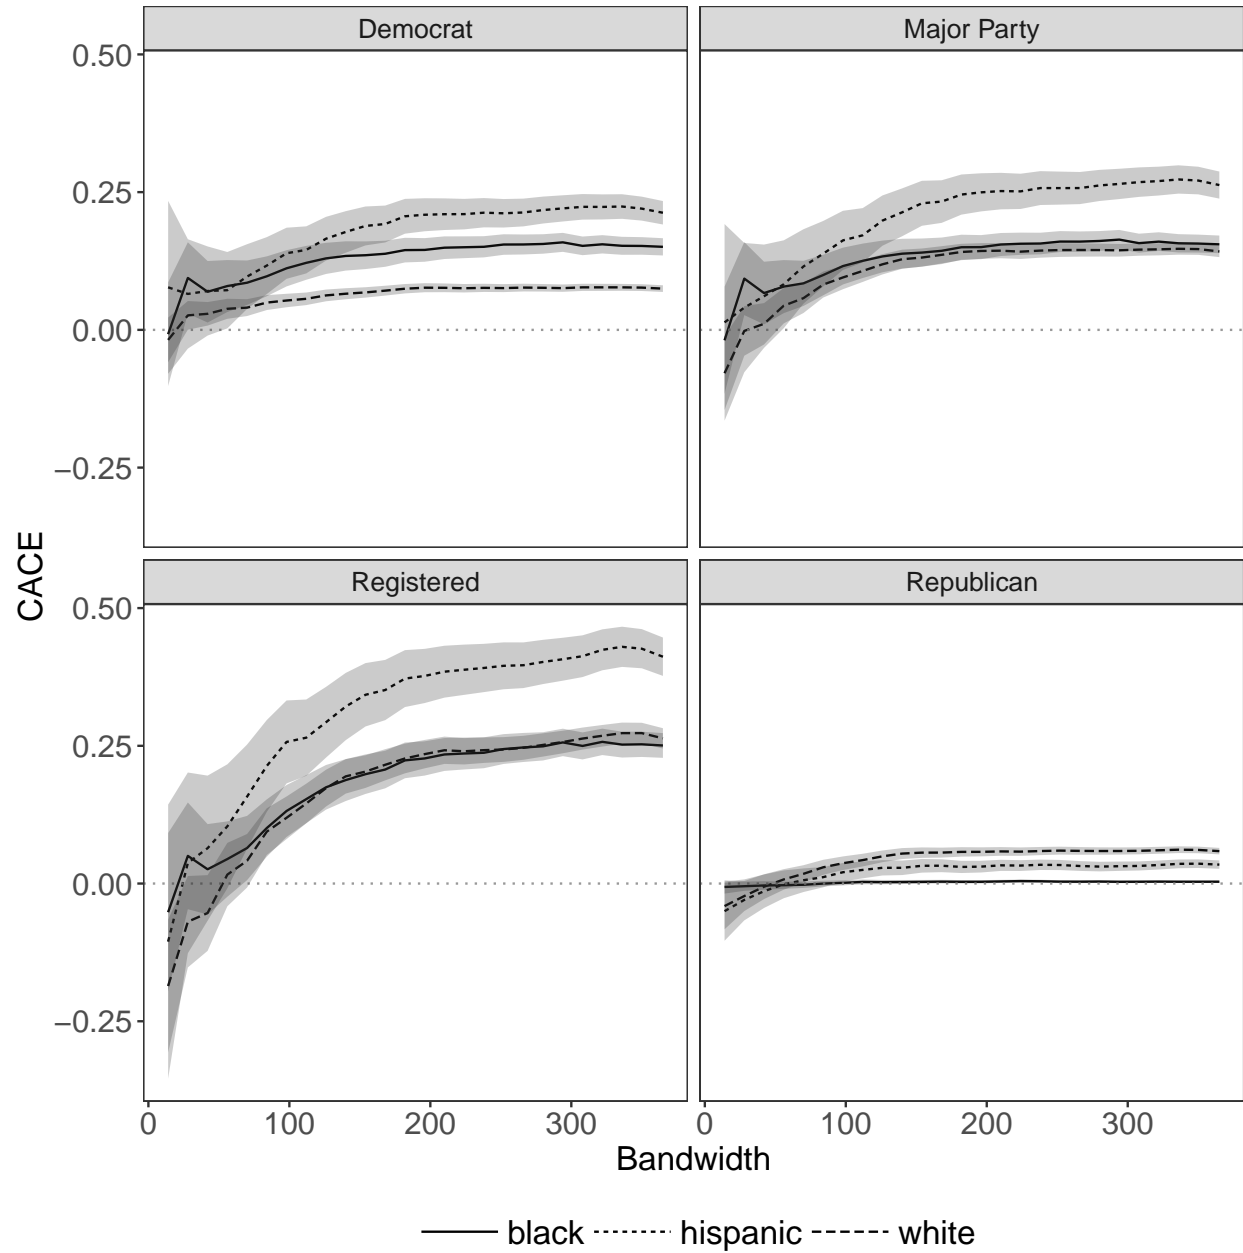 Democrat
Major Party
0.50
0.25
0.00
−0.25
CACE
Registered
Republican
0.50
0.25
0.00
−0.25
0 100 200 300
0 100 200 300
Bandwidth
black hispanic white